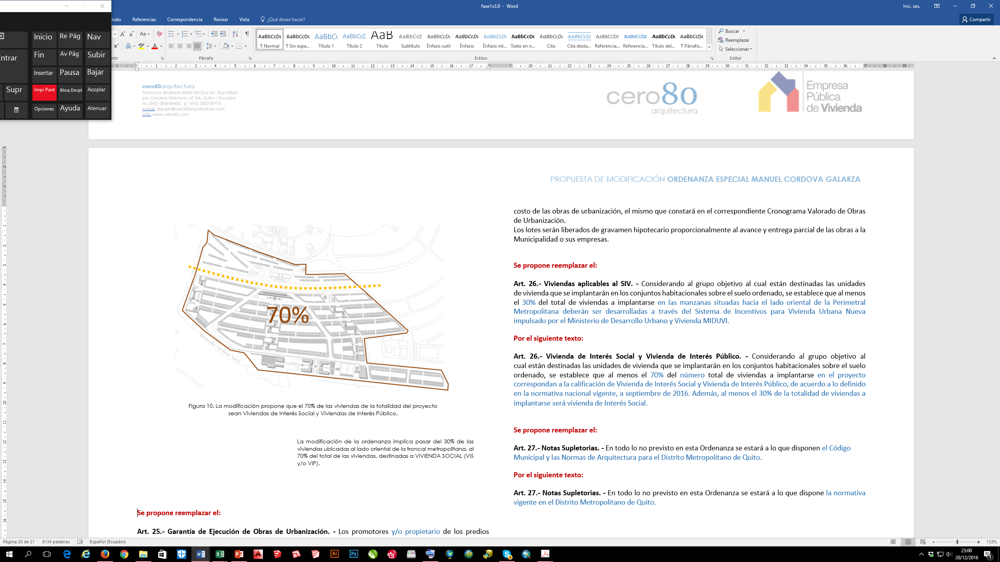 fase1v3.0 - Word
Inic. ses.
Referencias
Correspondencia
Revisar
Vista
¿Qué desea hacer?
Compartir
Inicio Re Pág Nav
Entrar Fin Av Pág Subir
Insertar Pausa Bajar
Supr Impr Pant Bloq Despl Acoplar
Opciones Ayuda Atenuar
¶ Normal
¶ Sin espa...
Título 1
Título 2
Título
Subtítulo
Énfasis sutil
Énfasis
Énfasis int...
Texto en n...
Cita
Cita desta...
Referencia...
Referencia...
Título del...
¶ Párrafo...
Buscar
Reemplazar
Seleccionar
Párrafo
Estilos
Editar
cero80arquitectura
Francisco Andrade Marín E6-24 y Av. Eloy Alfaro
ed. Carolina Milenium, of. 8A, Quito – Ecuador
m: (593) 084948485 p: (593) 080739773
e-mail: equipo@cero80arquitectura.com
http: www.cero80.com
cero80
arquitectura
Empresa
Pública
de Vivienda
PROPUESTA DE MODIFICACIÓN ORDENANZA ESPECIAL MANUEL CORDOVA GALARZA
70%
Quebrada Cantana Gallo
Figura 10. La modificación propone que el 70% de las viviendas de la totalidad del proyecto
sean Viviendas de Interés Social y Viviendas de Interés Público.
La modificación de la ordenanza implica pasar del 30% de las
viviendas ubicadas al lado oriental de la troncal metropolitana, al
70% del total de las viviendas, destinadas a VIVIENDA SOCIAL (VIS
y/o VIP).
Se propone reemplazar el:
Art. 25.- Garantía de Ejecución de Obras de Urbanización. - Los promotores y/o propietario de los predios
costo de las obras de urbanización, el mismo que constará en el correspondiente Cronograma Valorado de Obras
de Urbanización.
Los lotes serán liberados de gravamen hipotecario proporcionalmente al avance y entrega parcial de las obras a la
Municipalidad o sus empresas.
Se propone reemplazar el:
Art. 26.- Viviendas aplicables al SIV. - Considerando al grupo objetivo al cual están destinadas las unidades
de vivienda que se implantarán en los conjuntos habitacionales sobre el suelo ordenado, se establece que al menos
el 30% del total de viviendas a implantarse en las manzanas situadas hacia el lado oriental de la Perimetral
Metropolitana deberán ser desarrolladas a través del Sistema de Incentivos para Vivienda Urbana Nueva
impulsado por el Ministerio de Desarrollo Urbano y Vivienda MIDUVI.
Por el siguiente texto:
Art. 26.- Vivienda de Interés Social y Vivienda de Interés Público. - Considerando al grupo objetivo al
cual están destinadas las unidades de vivienda que se implantarán en los conjuntos habitacionales sobre el suelo
ordenado, se establece que al menos el 70% del número total de viviendas a implantarse en el proyecto
correspondan a la calificación de Vivienda de Interés Social y Vivienda de Interés Público, de acuerdo a lo definido
en la normativa nacional vigente, a septiembre de 2016. Además, al menos el 30% de la totalidad de viviendas a
implantarse será vivienda de Interés Social.
Se propone reemplazar el:
Art. 27.- Notas Supletorias. - En todo lo no previsto en esta Ordenanza se estará a lo que disponen el Código
Municipal y las Normas de Arquitectura para el Distrito Metropolitano de Quito.
Por el siguiente texto:
Art. 27.- Notas Supletorias. - En todo lo no previsto en esta Ordenanza se estará a lo que dispone la normativa
vigente en el Distrito Metropolitano de Quito.
Página 20 de 21
8134 palabras
Español (Ecuador)
133%
23:00
20/12/2016